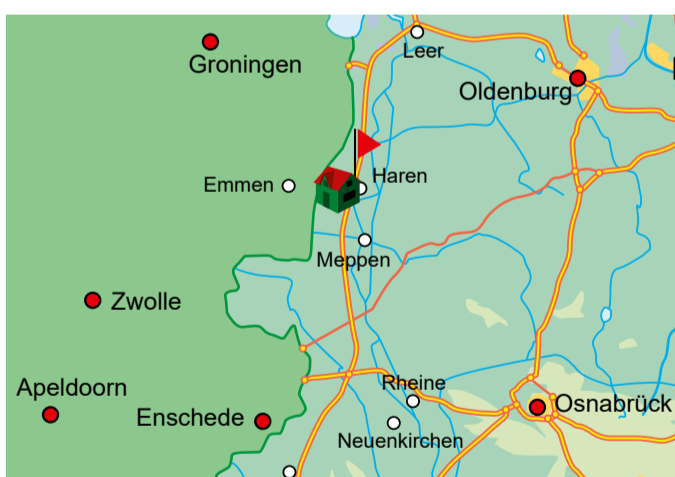 Groningen
Leer
Oldenburg
Emmen
Haren
Meppen
Zwolle
Apeldoorn
Rheine
Enschede
Osnabrück
Neuenkirchen